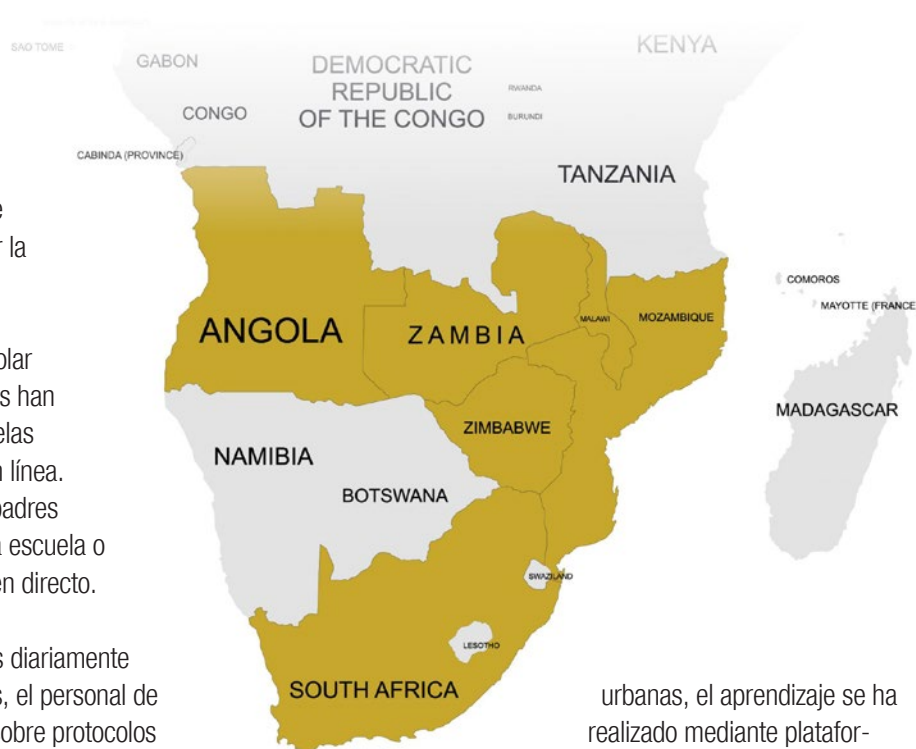 KENYA
SAO TOME
GABON
DEMOCRATIC
REPUBLIC
OF THE CONGO
RWANDA
BURUNDI
CONGO
CABINDA (PROVINCE)
TANZANIA
COMOROS
MAYOTTE (FRANCE
ANGOLA
ZAMBIA
MALAWI
MOZAMBIQUE
MADAGASCAR
ZIMBABWE
NAMIBIA
BOTSWANA
SWAZILAND
LESOTHO
SOUTH AFRICA
e
r la
olar
s han
elas
n línea.
padres
a escuela o
en directo.
s diariamente
s, el personal de
sobre protocolos
urbanas, el aprendizaje se ha
realizado mediante platafor-